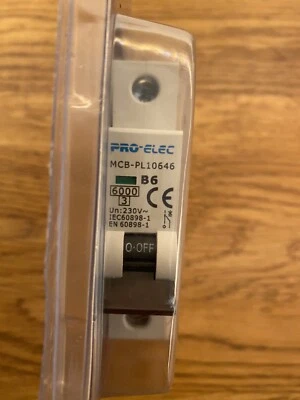 PRO-ELEC
MCB-PL10646
B6
6000
3
CE
Un:230V~
IEC60898-1
EN 60898-1
O-OFF